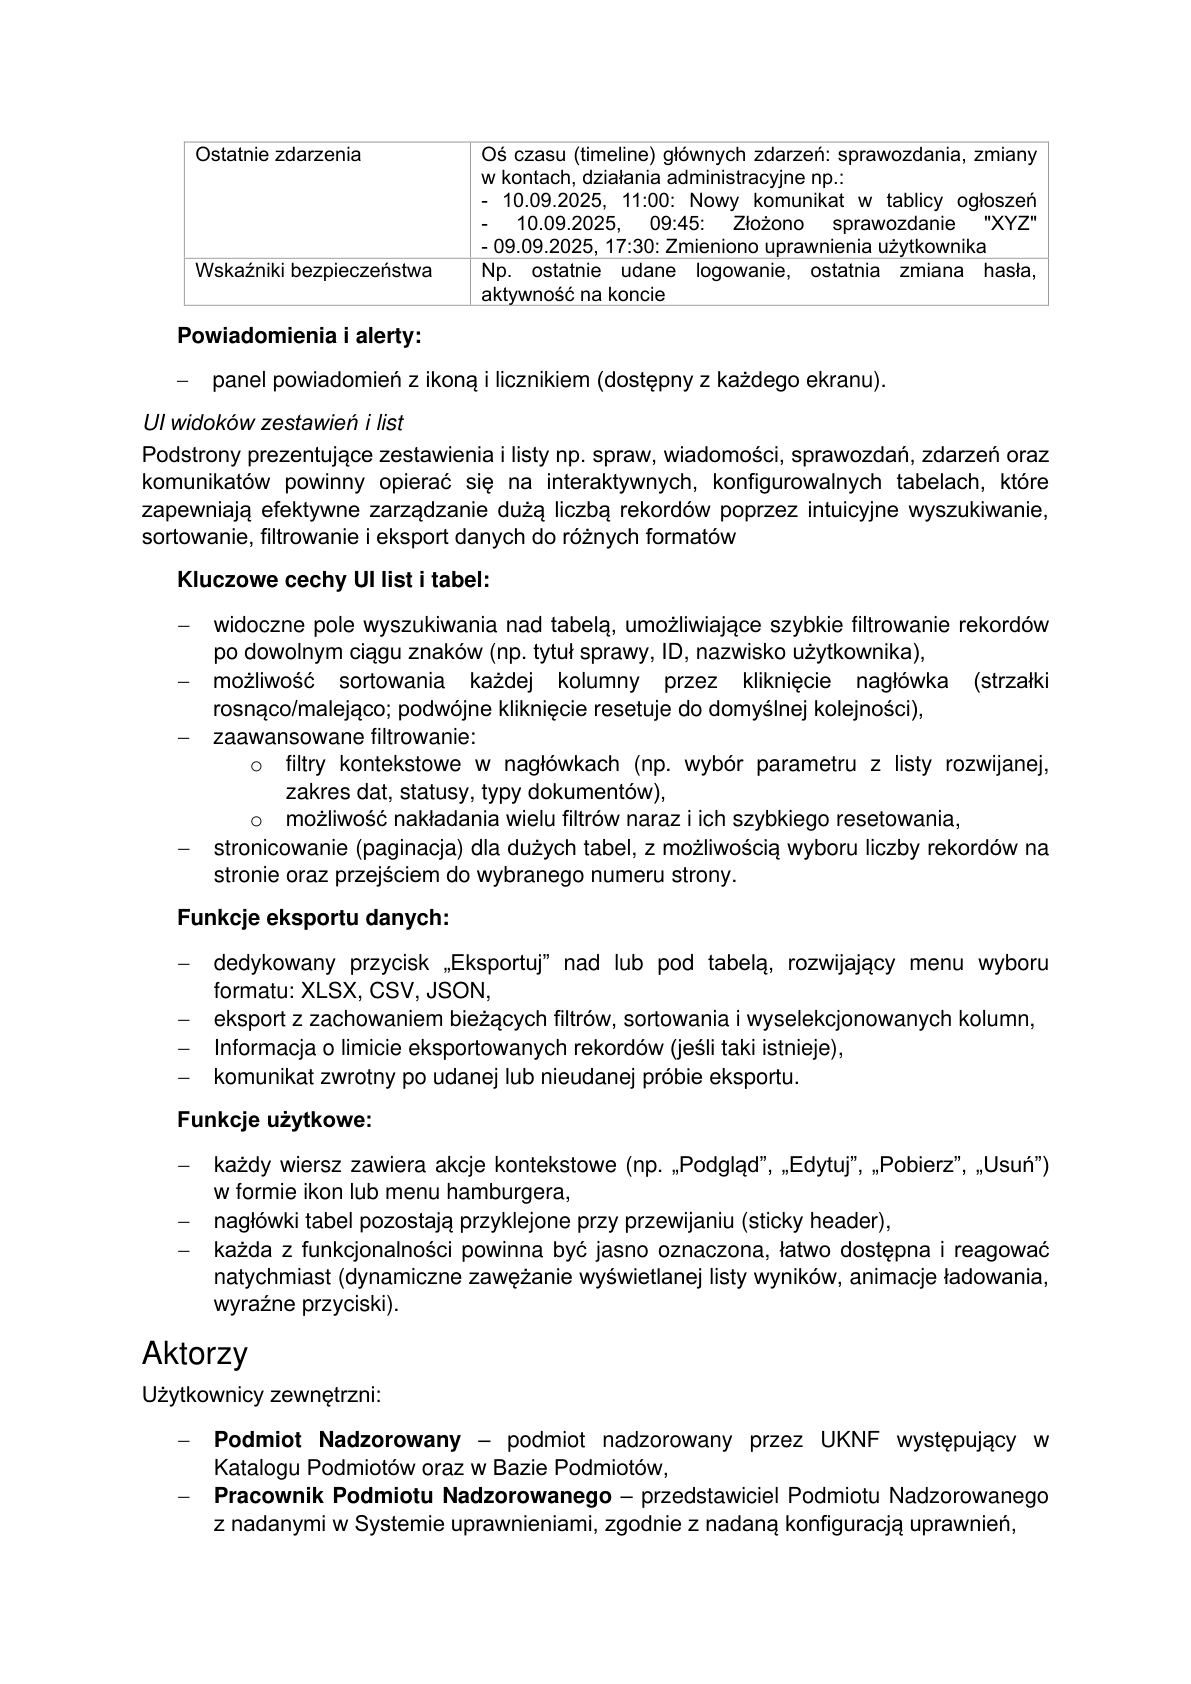 Ostatnie zdarzenia
Oś czasu (timeline) głównych zdarzeń: sprawozdania, zmiany
w kontach, działania administracyjne np.:
- 10.09.2025, 11:00: Nowy komunikat w tablicy ogłoszeń
- 10.09.2025, 09:45: Złożono sprawozdanie "XYZ"
- 09.09.2025, 17:30: Zmieniono uprawnienia użytkownika
Wskaźniki bezpieczeństwa
Np. ostatnie udane logowanie, ostatnia zmiana hasła,
aktywność na koncie
Powiadomienia i alerty:
− panel powiadomień z ikoną i licznikiem (dostępny z każdego ekranu).
UI widoków zestawień i list
Podstrony prezentujące zestawienia i listy np. spraw, wiadomości, sprawozdań, zdarzeń oraz
komunikatów powinny opierać się na interaktywnych, konfigurowalnych tabelach, które
zapewniają efektywne zarządzanie dużą liczbą rekordów poprzez intuicyjne wyszukiwanie,
sortowanie, filtrowanie i eksport danych do różnych formatów
Kluczowe cechy UI list i tabel:
− widoczne pole wyszukiwania nad tabelą, umożliwiające szybkie filtrowanie rekordów
po dowolnym ciągu znaków (np. tytuł sprawy, ID, nazwisko użytkownika),
− możliwość sortowania każdej kolumny przez kliknięcie nagłówka (strzałki
rosnąco/malejąco; podwójne kliknięcie resetuje do domyślnej kolejności),
− zaawansowane filtrowanie:
o filtry kontekstowe w nagłówkach (np. wybór parametru z listy rozwijanej,
zakres dat, statusy, typy dokumentów),
o możliwość nakładania wielu filtrów naraz i ich szybkiego resetowania,
− stronicowanie (paginacja) dla dużych tabel, z możliwością wyboru liczby rekordów na
stronie oraz przejściem do wybranego numeru strony.
Funkcje eksportu danych:
− dedykowany przycisk „Eksportuj” nad lub pod tabelą, rozwijający menu wyboru
formatu: XLSX, CSV, JSON,
− eksport z zachowaniem bieżących filtrów, sortowania i wyselekcjonowanych kolumn,
− Informacja o limicie eksportowanych rekordów (jeśli taki istnieje),
− komunikat zwrotny po udanej lub nieudanej próbie eksportu.
Funkcje użytkowe:
− każdy wiersz zawiera akcje kontekstowe (np. „Podgląd”, „Edytuj”, „Pobierz”, „Usuń”)
w formie ikon lub menu hamburgera,
− nagłówki tabel pozostają przyklejone przy przewijaniu (sticky header),
− każda z funkcjonalności powinna być jasno oznaczona, łatwo dostępna i reagować
natychmiast (dynamiczne zawężanie wyświetlanej listy wyników, animacje ładowania,
wyraźne przyciski).
Aktorzy
Użytkownicy zewnętrzni:
− Podmiot Nadzorowany – podmiot nadzorowany przez UKNF występujący w
Katalogu Podmiotów oraz w Bazie Podmiotów,
− Pracownik Podmiotu Nadzorowanego – przedstawiciel Podmiotu Nadzorowanego
z nadanymi w Systemie uprawnieniami, zgodnie z nadaną konfiguracją uprawnień,